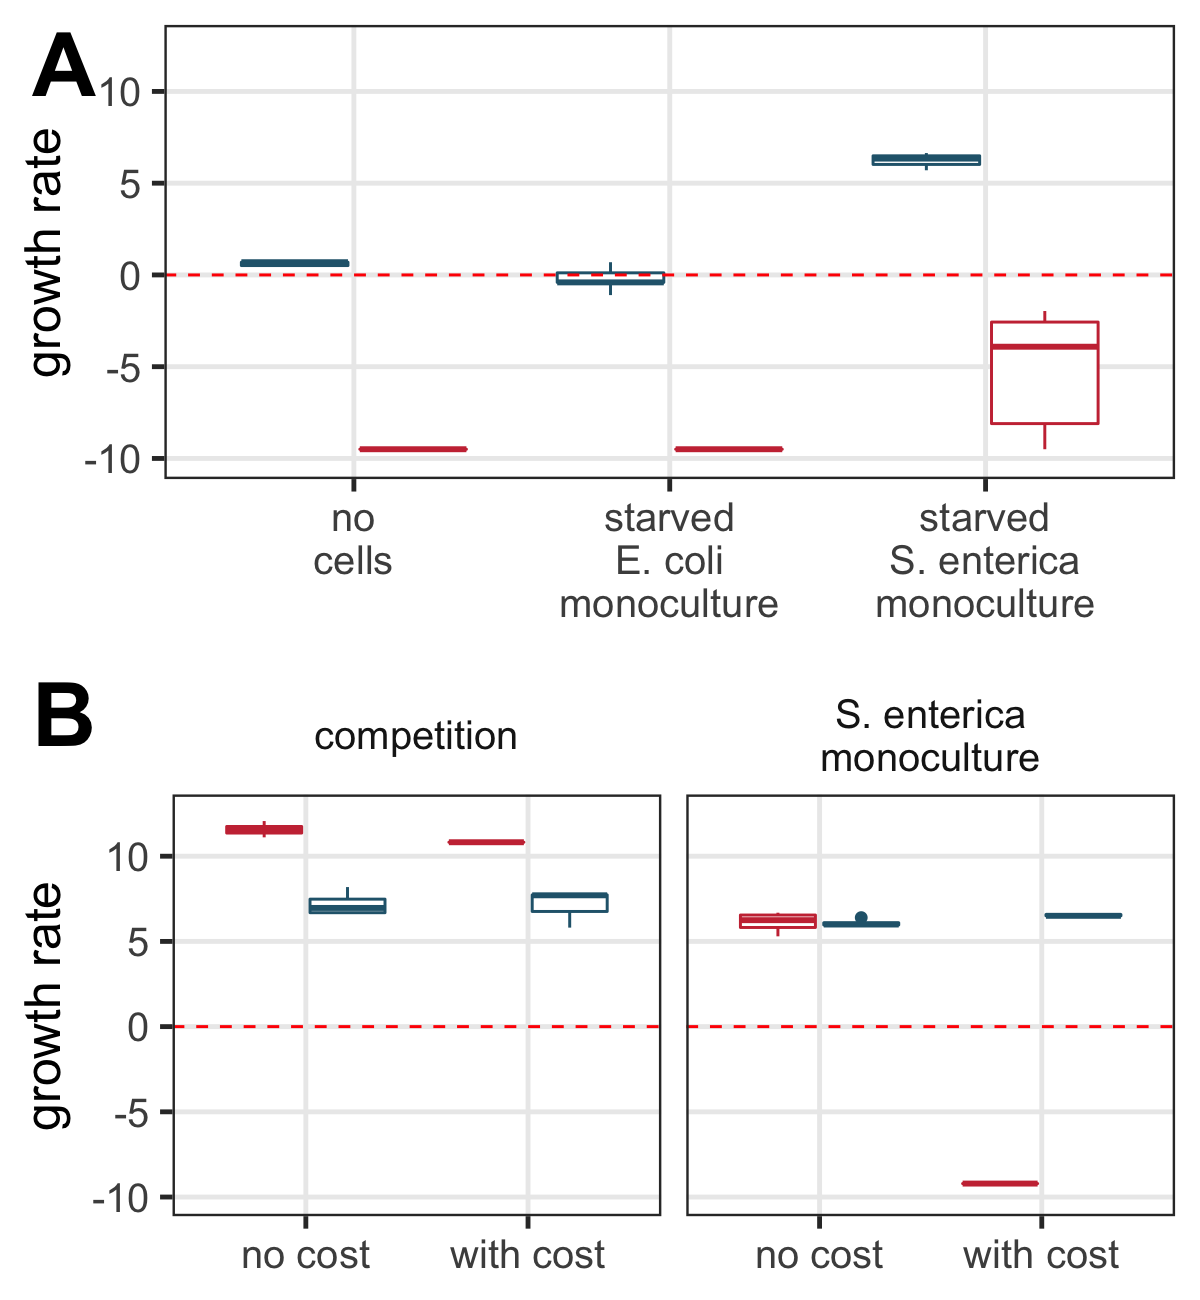 A
growth rate
10
5
0
-5
-10
no
cells
starved
E. coli
monoculture
starved
S. enterica
monoculture
B
competition
S. enterica
monoculture
growth rate
10
5
0
-5
-10
no cost
with cost
no cost
with cost